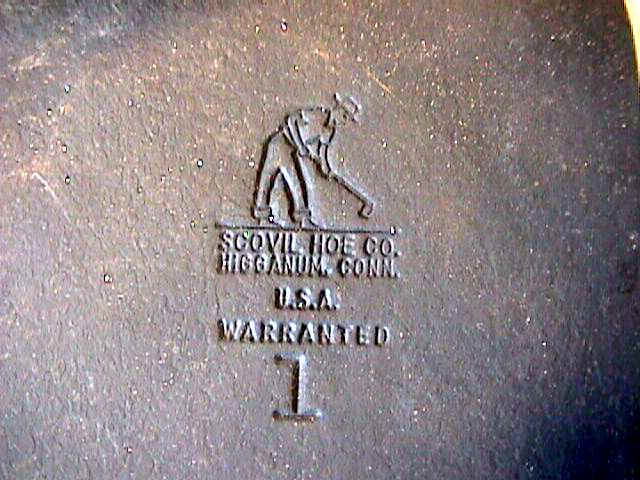 SCOVIL HOE CO.
HIGGANUM. CONN.
U.S.A.
WARRANTED
1